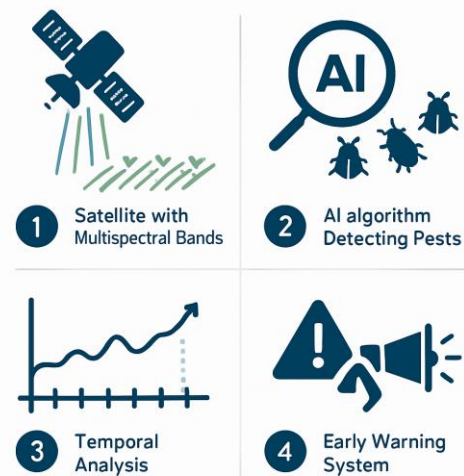 AI
1
Satellite with
Multispectral Bands
2
AI algorithm
Detecting Pests
3
Temporal
Analysis
!
4
Early Warning
System